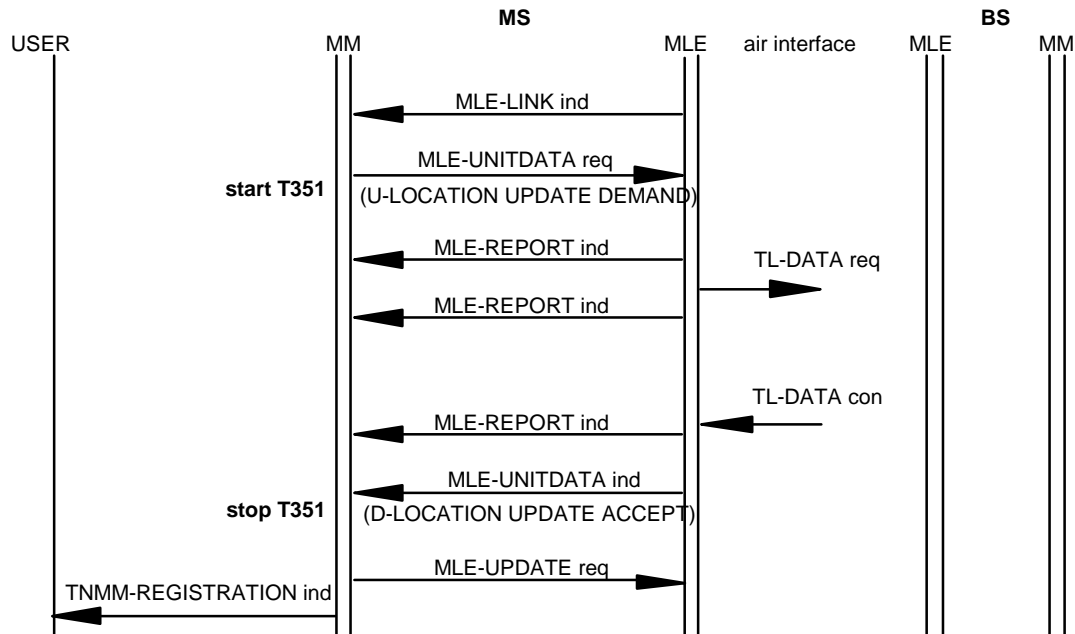 MS BS
USER MM MLE air interface MLE MM
MLE-LINK ind
MLE-UNITDATA req
start T351
(U-LOCATION UPDATE DEMAND)
MLE-REPORT ind
TL-DATA req
MLE-REPORT ind
TL-DATA con
MLE-REPORT ind
MLE-UNITDATA ind
stop T351
(D-LOCATION UPDATE ACCEPT)
MLE-UPDATE req
TNMM-REGISTRATION ind